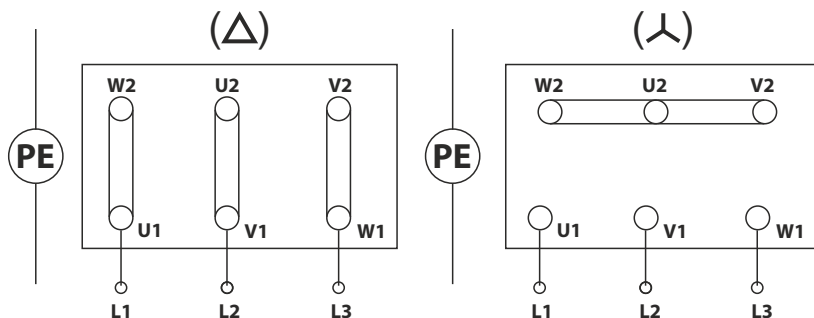 (△)
W2 U2 V2
PE
U1 V1 W1
L1 L2 L3
(⅄)
W2 U2 V2
PE
U1 V1 W1
L1 L2 L3